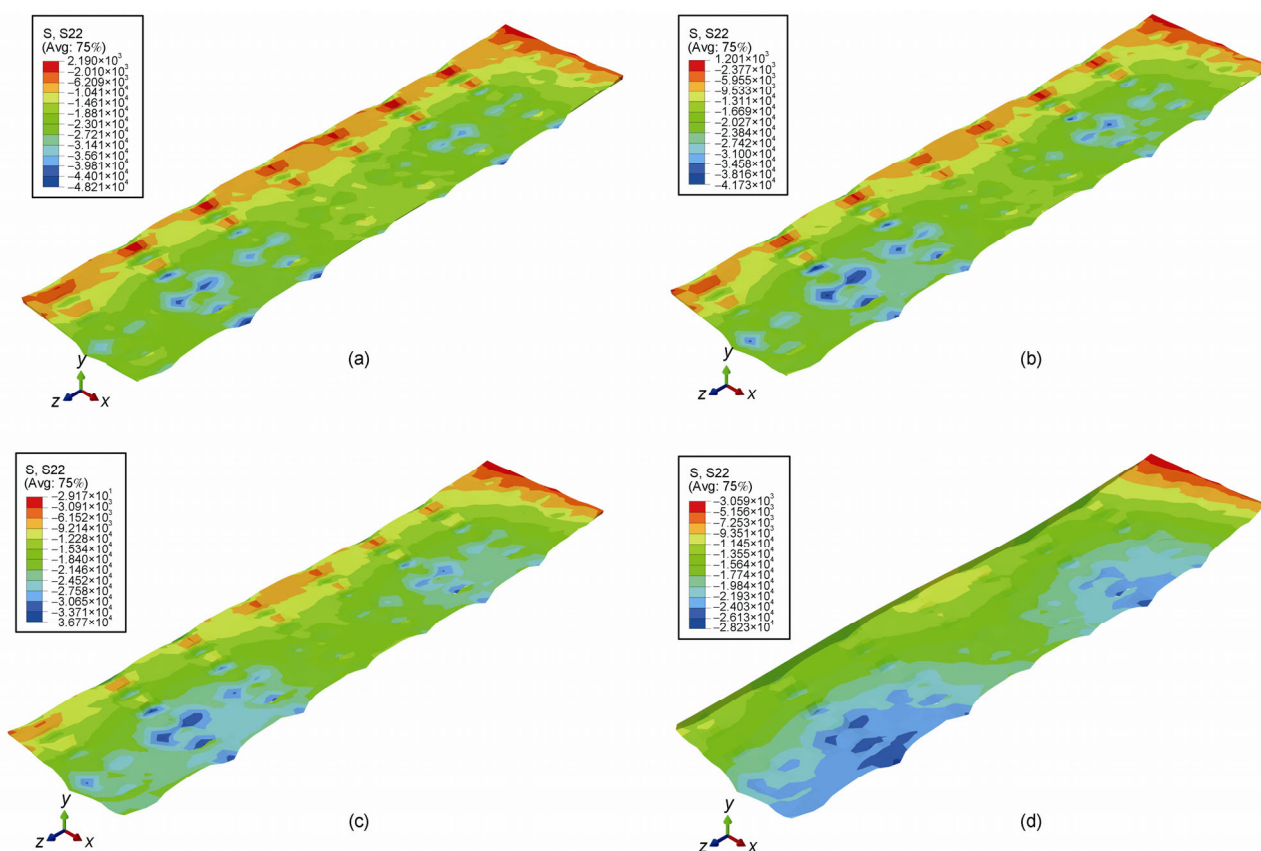 S, S22
(Avg: 75%)
2.190×10³
−2.010×10³
−6.209×10³
−1.041×10⁴
−1.461×10⁴
−1.881×10⁴
−2.301×10⁴
−2.721×10⁴
−3.141×10⁴
−3.561×10⁴
−3.981×10⁴
−4.401×10⁴
−4.821×10⁴
y
z
x
(a)
S, S22
(Avg: 75%)
1.201×10³
−2.377×10³
−5.955×10³
−9.533×10³
−1.311×10⁴
−1.669×10⁴
−2.027×10⁴
−2.384×10⁴
−2.742×10⁴
−3.100×10⁴
−3.458×10⁴
−3.816×10⁴
−4.173×10⁴
y
z
x
(b)
S, S22
(Avg: 75%)
−2.917×10¹
−3.091×10³
−6.152×10³
−9.214×10³
−1.228×10⁴
−1.534×10⁴
−1.840×10⁴
−2.146×10⁴
−2.452×10⁴
−2.758×10⁴
−3.065×10⁴
−3.371×10⁴
3.677×10⁴
y
z
x
(c)
S, S22
(Avg: 75%)
−3.059×10³
−5.156×10³
−7.253×10³
−9.351×10³
−1.145×10⁴
−1.355×10⁴
−1.564×10⁴
−1.774×10⁴
−1.984×10⁴
−2.193×10⁴
−2.403×10⁴
−2.613×10⁴
−2.823×10⁴
y
z
x
(d)